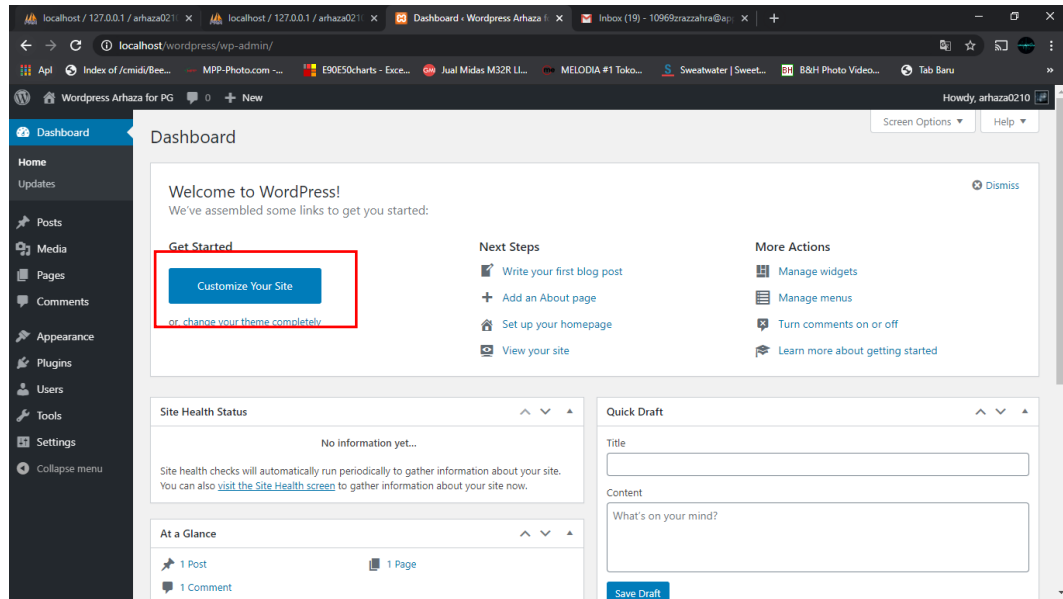 localhost / 127.0.0.1 / arhaza021(
localhost / 127.0.0.1 / arhaza021(
Dashboard ‹ Wordpress Arhaza f
Inbox (19) - 10969zrazzahra@ap
localhost/wordpress/wp-admin/
Apl
Index of /cmidi/Bee...
MPP-Photo.com -...
E90E50charts - Exce...
Jual Midas M32R LI...
MELODIA #1 Toko...
Sweatwater | Sweet...
B&H Photo Video...
Tab Baru
»
Wordpress Arhaza for PG
0
+ New
Howdy, arhaza0210
Dashboard
Home
Updates
Posts
Media
Pages
Comments
Appearance
Plugins
Users
Tools
Settings
Collapse menu
Screen Options ▼
Help ▼
Dashboard
Welcome to WordPress!
Dismiss
We've assembled some links to get you started:
Get Started
Customize Your Site
or, change your theme completely
Next Steps
Write your first blog post
Add an About page
Set up your homepage
View your site
More Actions
Manage widgets
Manage menus
Turn comments on or off
Learn more about getting started
Site Health Status
No information yet...
Site health checks will automatically run periodically to gather information about your site.
You can also visit the Site Health screen to gather information about your site now.
At a Glance
1 Post
1 Page
1 Comment
Quick Draft
Title
Content
What's on your mind?
Save Draft